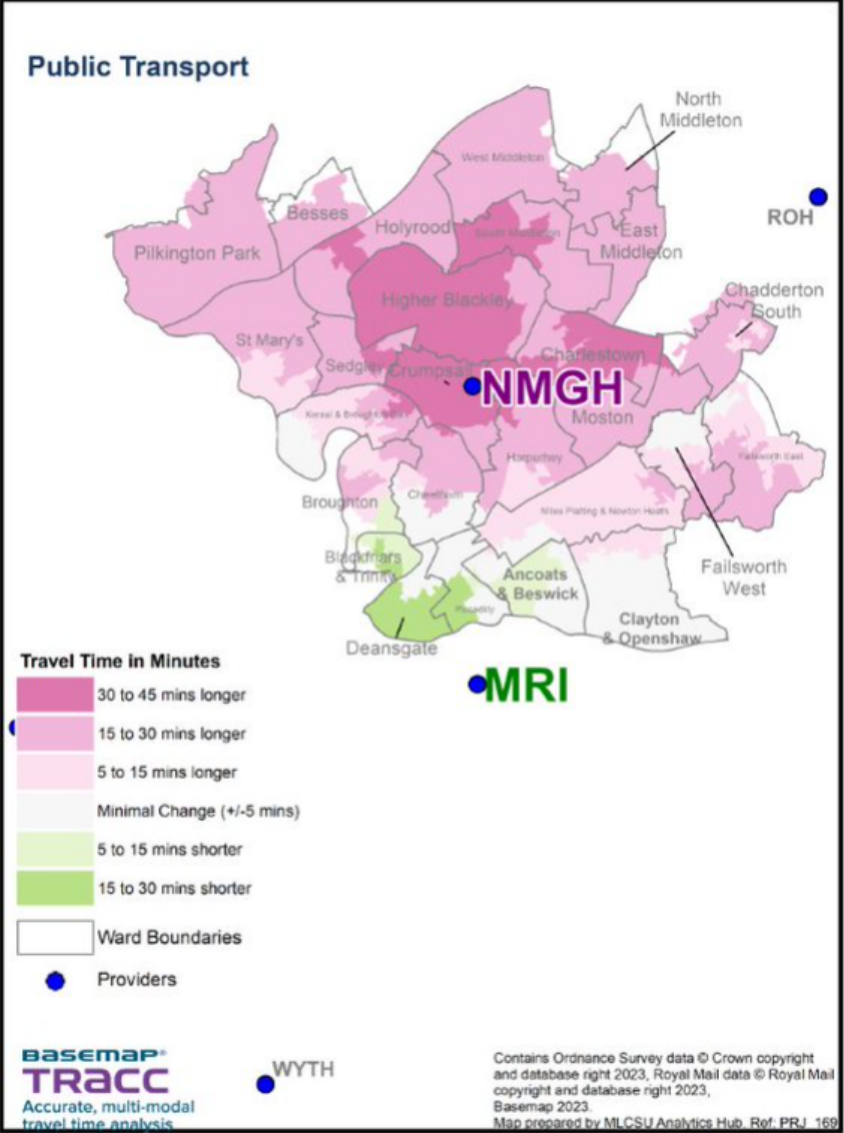 Public Transport
North
Middleton
West Middleton
ROH
Besses
Holyrood
South Middleton
East
Middleton
Pilkington Park
Chadderton
South
Higher Blackley
St Mary's
Charlestown
Sedgley
Crumpsall
NMGH
Moston
Harpurhey
Failsworth East
Cheetham
Broughton
Miles Platting & Newton Heath
Blackfriars
& Trinity
Ancoats
& Beswick
Failsworth
West
Piccadilly
Clayton
& Openshaw
Deansgate
MRI
Travel Time in Minutes
30 to 45 mins longer
15 to 30 mins longer
5 to 15 mins longer
Minimal Change (+/-5 mins)
5 to 15 mins shorter
15 to 30 mins shorter
Ward Boundaries
Providers
BASEMAP®
TRACC
Accurate, multi-modal
travel time analysis
WYTH
Contains Ordnance Survey data © Crown copyright
and database right 2023, Royal Mail data © Royal Mail
copyright and database right 2023,
Basemap 2023.
Map prepared by MLCSU Analytics Hub. Ref: PRJ_169